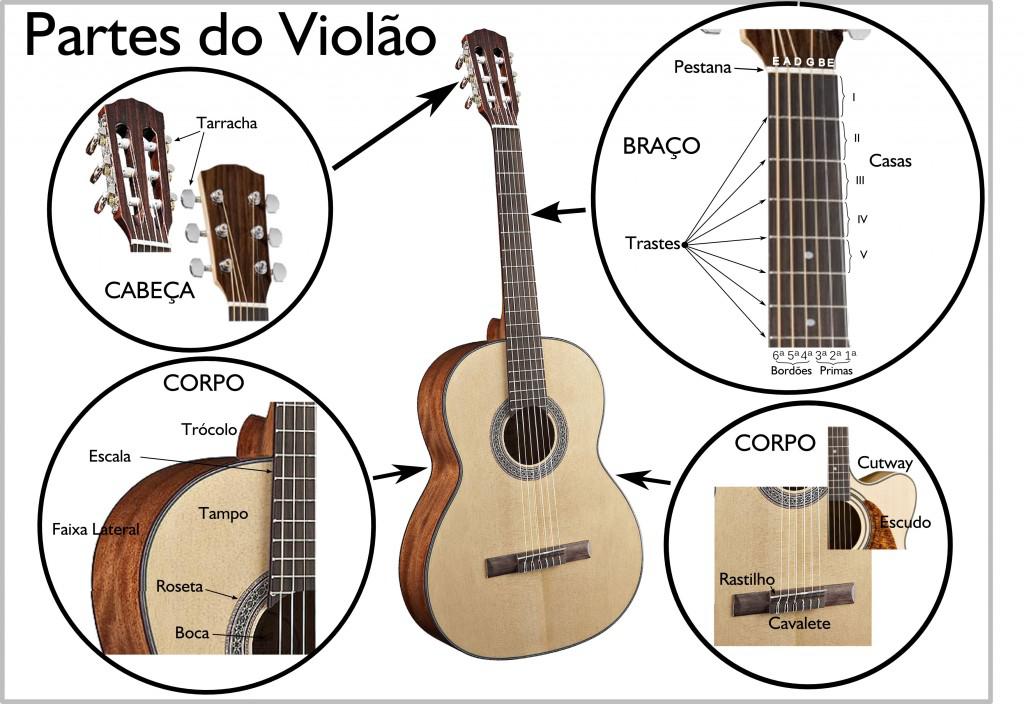 Partes do Violão
Tarracha
CABEÇA
Pestana
E A D G B E
BRAÇO
I
II
III
IV
V
Casas
Trastes
6ª 5ª 4ª 3ª 2ª 1ª
Bordões Primas
CORPO
Trócolo
Escala
Tampo
Faixa Lateral
Roseta
Boca
CORPO
Cutway
Escudo
Rastilho
Cavalete